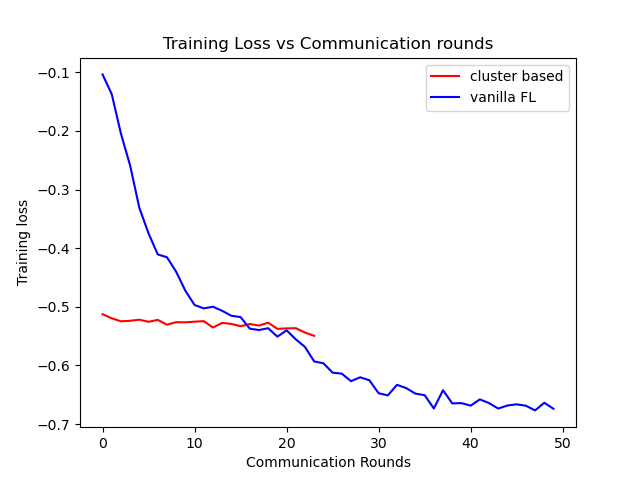 Training Loss vs Communication rounds
cluster based
vanilla FL
Training loss
−0.1
−0.2
−0.3
−0.4
−0.5
−0.6
−0.7
0 10 20 30 40 50
Communication Rounds